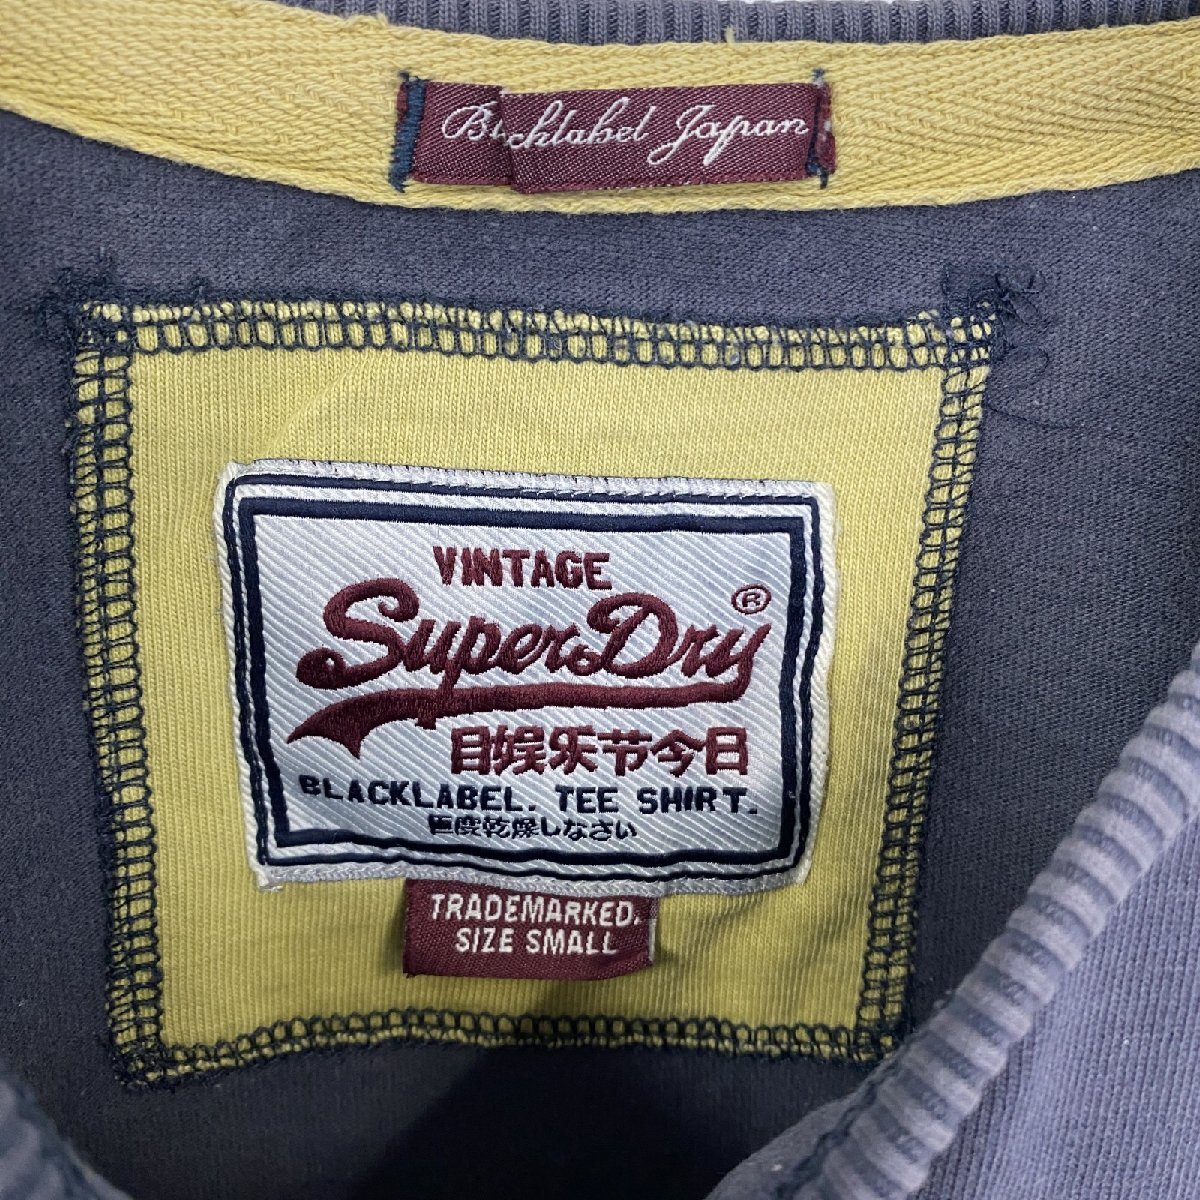 Blacklabel Japan
VINTAGE
SuperDry®
目娱乐节今日
BLACKLABEL. TEE SHIRT.
極度乾燥しなさい
TRADEMARKED.
SIZE SMALL